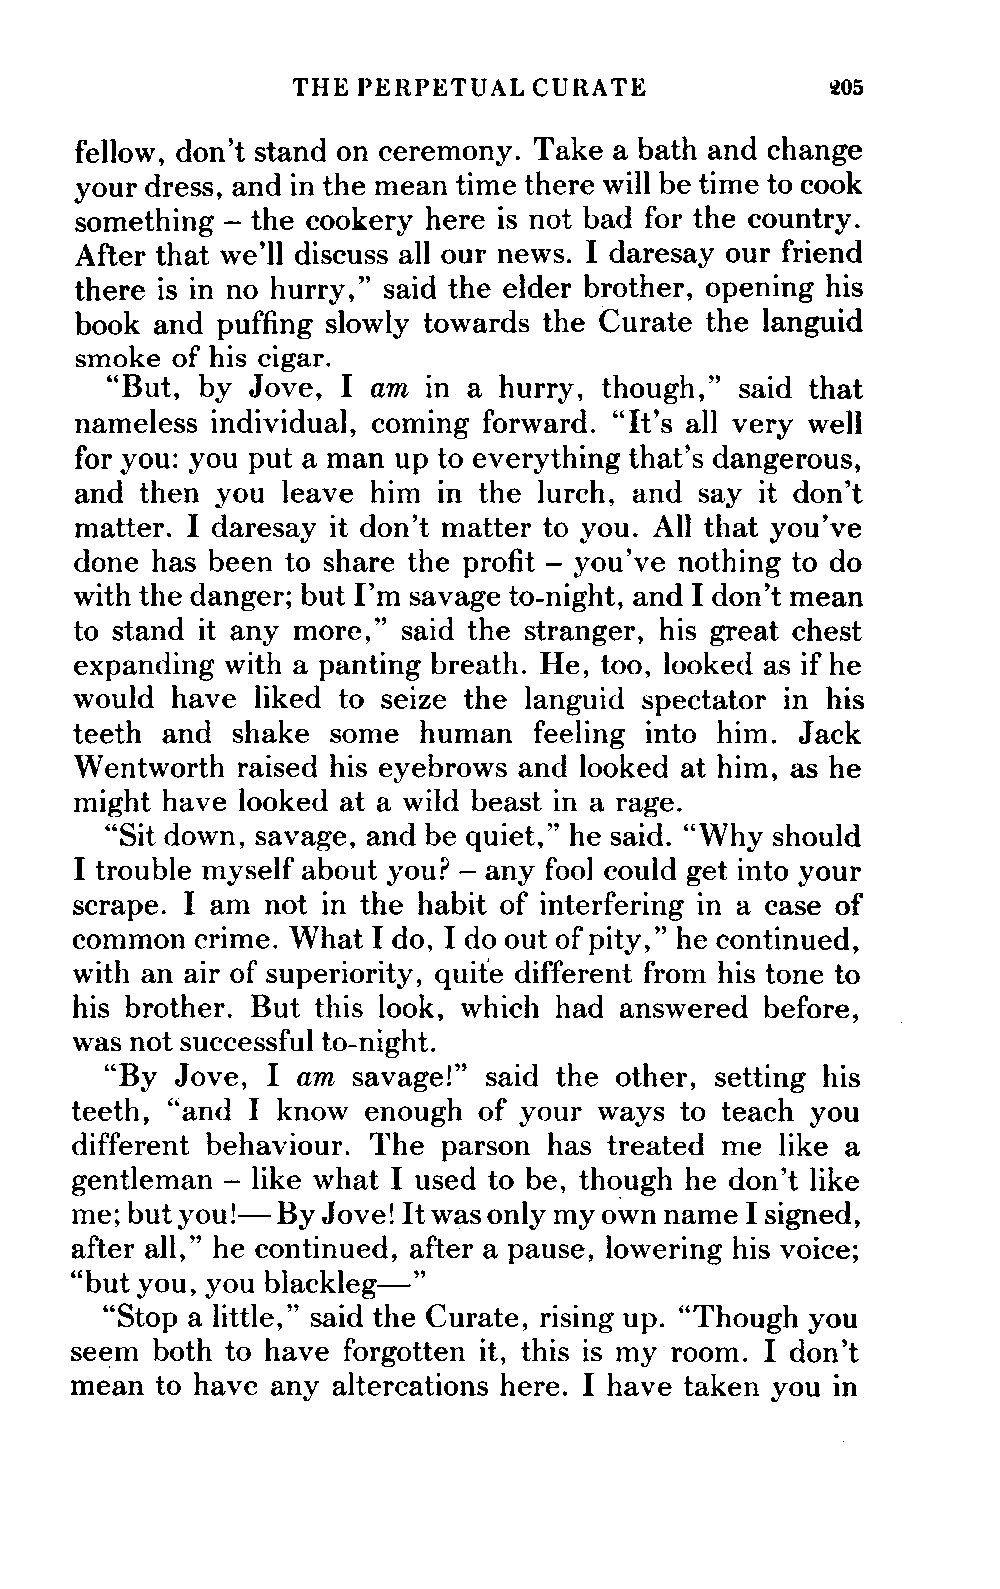 THE PERPETUAL CURATE 205
fellow, don't stand on ceremony. Take a bath and change
your dress, and in the mean time there will be time to cook
something – the cookery here is not bad for the country.
After that we'll discuss all our news. I daresay our friend
there is in no hurry," said the elder brother, opening his
book and puffing slowly towards the Curate the languid
smoke of his cigar.
"But, by Jove, I am in a hurry, though," said that
nameless individual, coming forward. "It's all very well
for you: you put a man up to everything that's dangerous,
and then you leave him in the lurch, and say it don't
matter. I daresay it don't matter to you. All that you've
done has been to share the profit – you've nothing to do
with the danger; but I'm savage to-night, and I don't mean
to stand it any more," said the stranger, his great chest
expanding with a panting breath. He, too, looked as if he
would have liked to seize the languid spectator in his
teeth and shake some human feeling into him. Jack
Wentworth raised his eyebrows and looked at him, as he
might have looked at a wild beast in a rage.
"Sit down, savage, and be quiet," he said. "Why should
I trouble myself about you? – any fool could get into your
scrape. I am not in the habit of interfering in a case of
common crime. What I do, I do out of pity," he continued,
with an air of superiority, quite different from his tone to
his brother. But this look, which had answered before,
was not successful to-night.
"By Jove, I am savage!" said the other, setting his
teeth, "and I know enough of your ways to teach you
different behaviour. The parson has treated me like a
gentleman – like what I used to be, though he don't like
me; but you!— By Jove! It was only my own name I signed,
after all," he continued, after a pause, lowering his voice;
"but you, you blackleg—"
"Stop a little," said the Curate, rising up. "Though you
seem both to have forgotten it, this is my room. I don't
mean to have any altercations here. I have taken you in